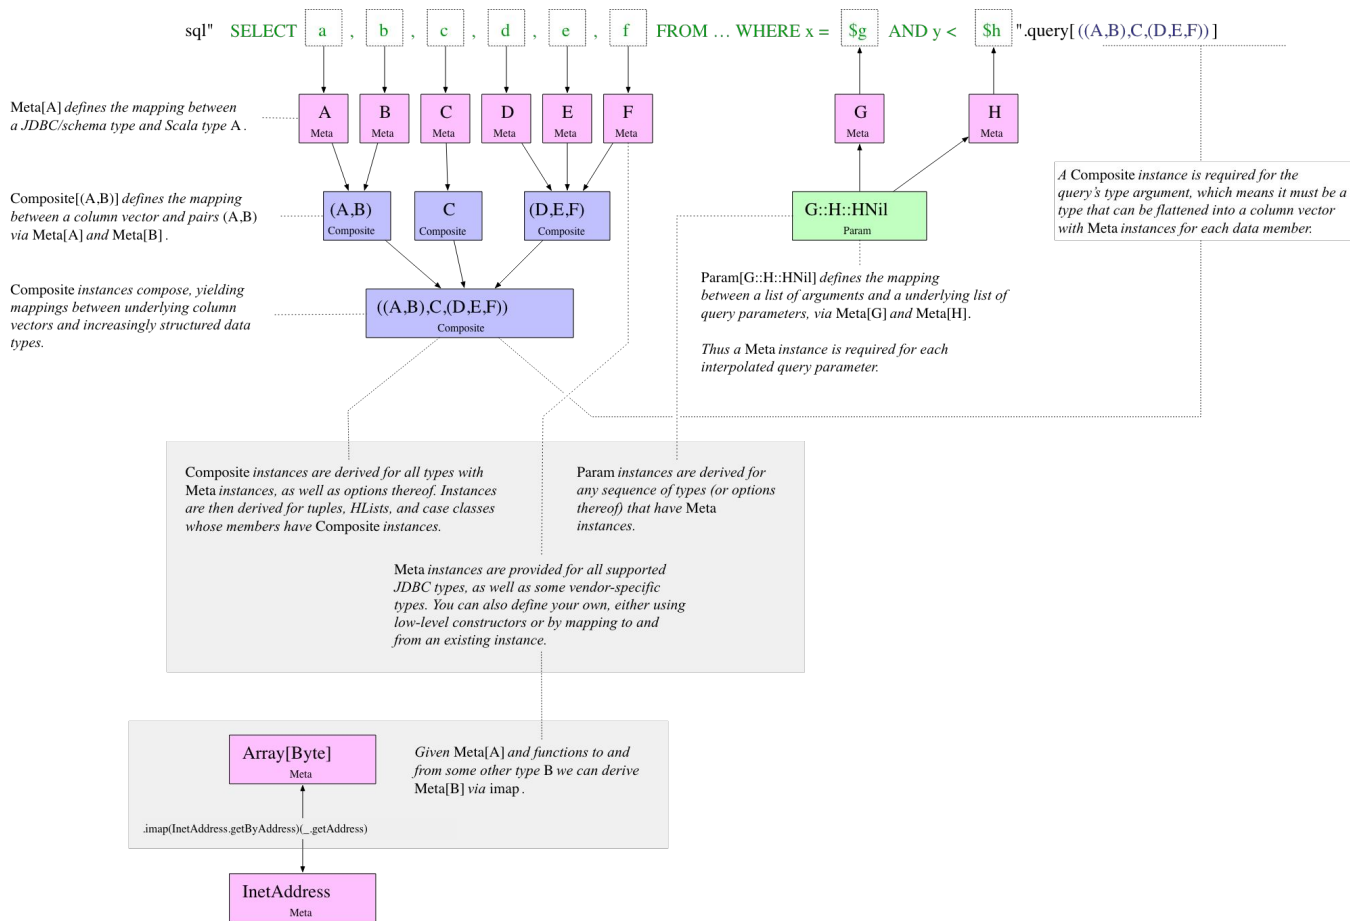 sql" SELECT a , b , c , d , e , f FROM … WHERE x = $g AND y < $h ".query[ ((A,B),C,(D,E,F)) ]
Meta[A] defines the mapping between
a JDBC/schema type and Scala type A .
A
Meta
B
Meta
C
Meta
D
Meta
E
Meta
F
Meta
G
Meta
H
Meta
Composite[(A,B)] defines the mapping
between a column vector and pairs (A,B)
via Meta[A] and Meta[B] .
(A,B)
Composite
C
Composite
(D,E,F)
Composite
G::H::HNil
Param
A Composite instance is required for the
query's type argument, which means it must be a
type that can be flattened into a column vector
with Meta instances for each data member.
Composite instances compose, yielding
mappings between underlying column
vectors and increasingly structured data
types.
((A,B),C,(D,E,F))
Composite
Param[G::H::HNil] defines the mapping
between a list of arguments and a underlying list of
query parameters, via Meta[G] and Meta[H].
Thus a Meta instance is required for each
interpolated query parameter.
Composite instances are derived for all types with
Meta instances, as well as options thereof. Instances
are then derived for tuples, HLists, and case classes
whose members have Composite instances.
Param instances are derived for
any sequence of types (or options
thereof) that have Meta
instances.
Meta instances are provided for all supported
JDBC types, as well as some vendor-specific
types. You can also define your own, either using
low-level constructors or by mapping to and
from an existing instance.
Array[Byte]
Meta
Given Meta[A] and functions to and
from some other type B we can derive
Meta[B] via imap .
.imap(InetAddress.getByAddress)(_.getAddress)
InetAddress
Meta